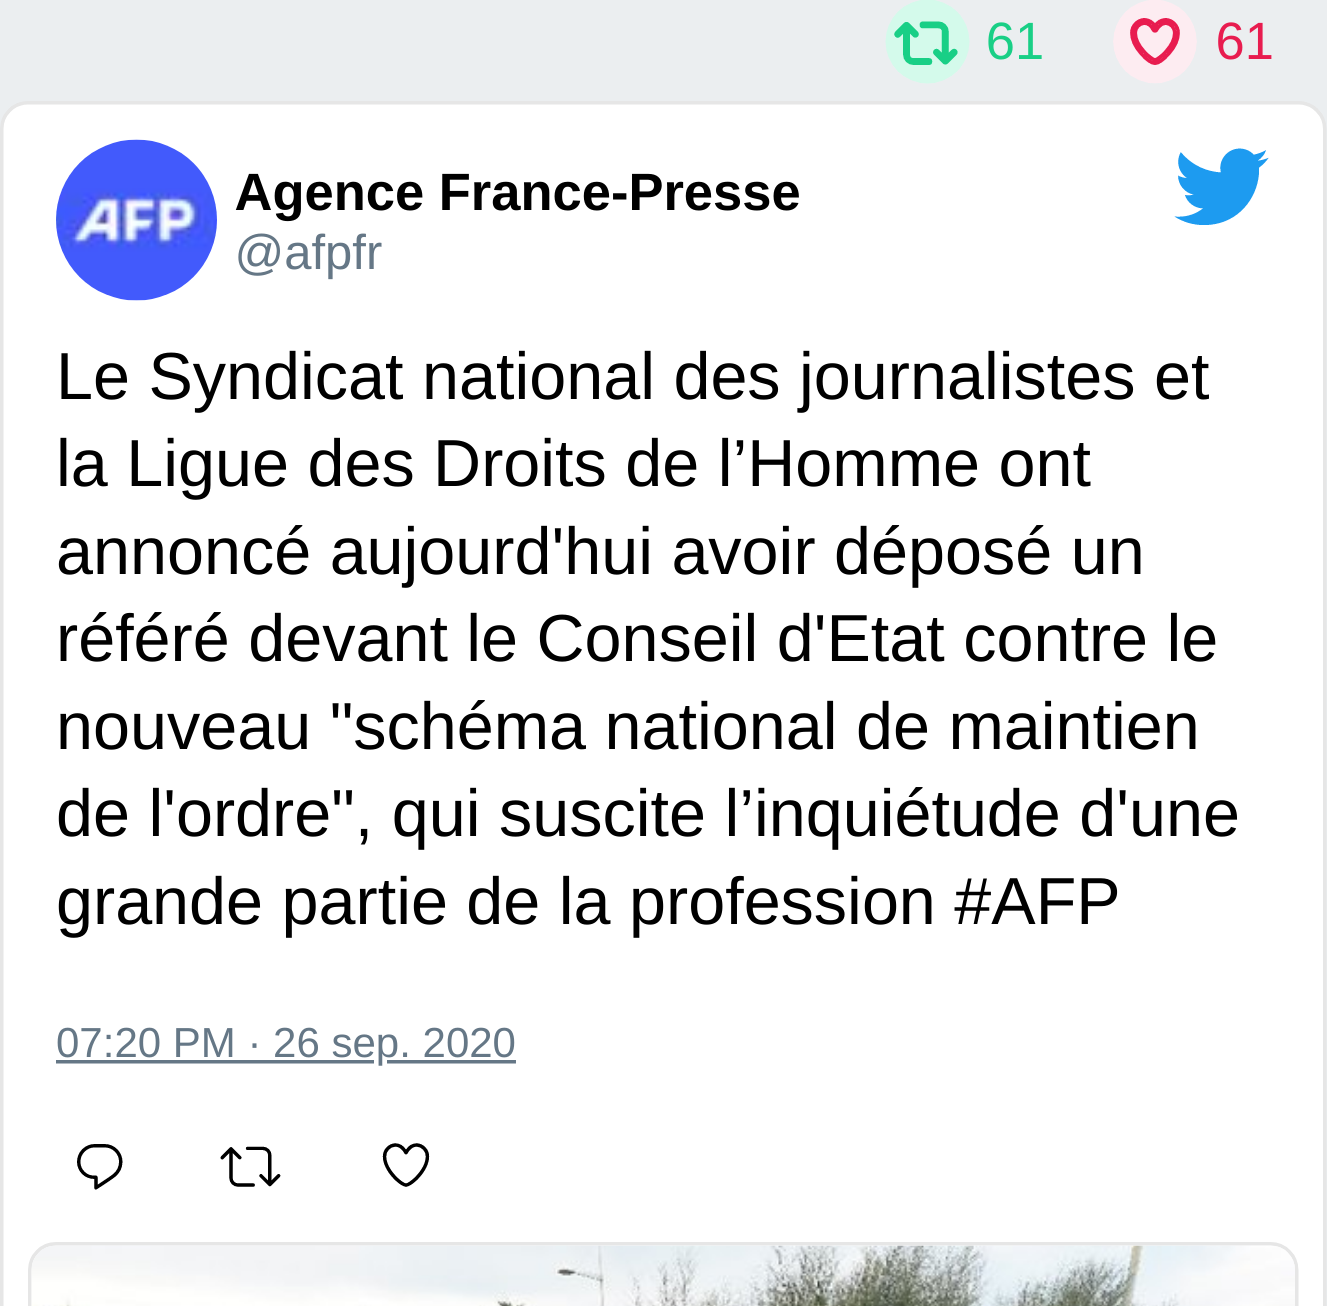 61 61
AFP
Agence France-Presse
@afpfr
Le Syndicat national des journalistes et
la Ligue des Droits de l’Homme ont
annoncé aujourd'hui avoir déposé un
référé devant le Conseil d'Etat contre le
nouveau "schéma national de maintien
de l'ordre", qui suscite l’inquiétude d'une
grande partie de la profession #AFP
07:20 PM · 26 sep. 2020